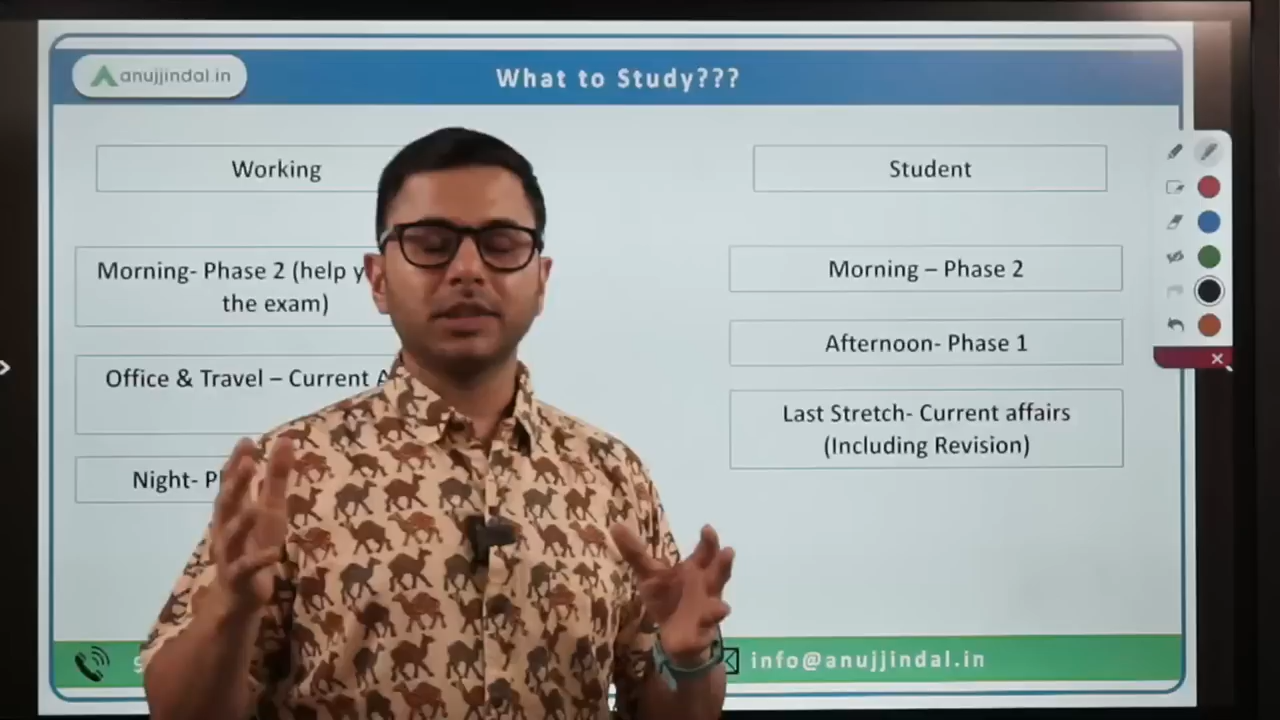 anujjindal.in
What to Study???
Working
Student
Morning- Phase 2 (help
the exam)
Morning – Phase 2
Office & Travel – Current
Afternoon- Phase 1
Last Stretch- Current affairs
(Including Revision)
Night-
info@anujjindal.in